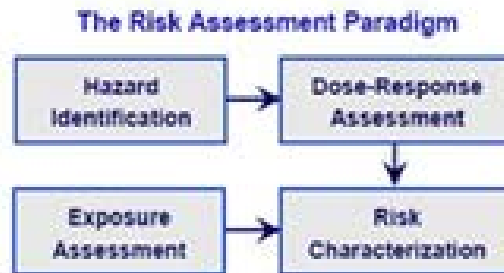 The Risk Assessment Paradigm
Hazard
Identification
Dose-Response
Assessment
Exposure
Assessment
Risk
Characterization